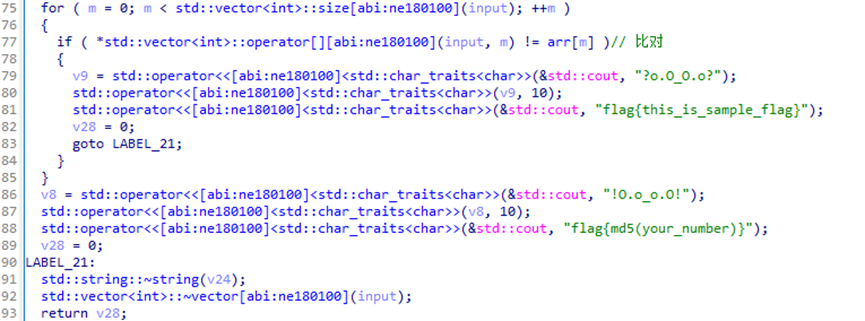 75 for ( m = 0; m < std::vector<int>::size[abi:ne180100](input); ++m )
76 {
77 if ( *std::vector<int>::operator[][abi:ne180100](input, m) != arr[m] )// 比对
78 {
79 v9 = std::operator<<[abi:ne180100]<std::char_traits<char>>(&std::cout, "?o.O_O.o?");
80 std::operator<<[abi:ne180100]<std::char_traits<char>>(v9, 10);
81 std::operator<<[abi:ne180100]<std::char_traits<char>>(&std::cout, "flag{this_is_sample_flag}");
82 v28 = 0;
83 goto LABEL_21;
84 }
85 }
86 v8 = std::operator<<[abi:ne180100]<std::char_traits<char>>(&std::cout, "!O.o_o.O!");
87 std::operator<<[abi:ne180100]<std::char_traits<char>>(v8, 10);
88 std::operator<<[abi:ne180100]<std::char_traits<char>>(&std::cout, "flag{md5(your_number)}");
89 v28 = 0;
90 LABEL_21:
91 std::string::~string(v24);
92 std::vector<int>::~vector[abi:ne180100](input);
93 return v28;